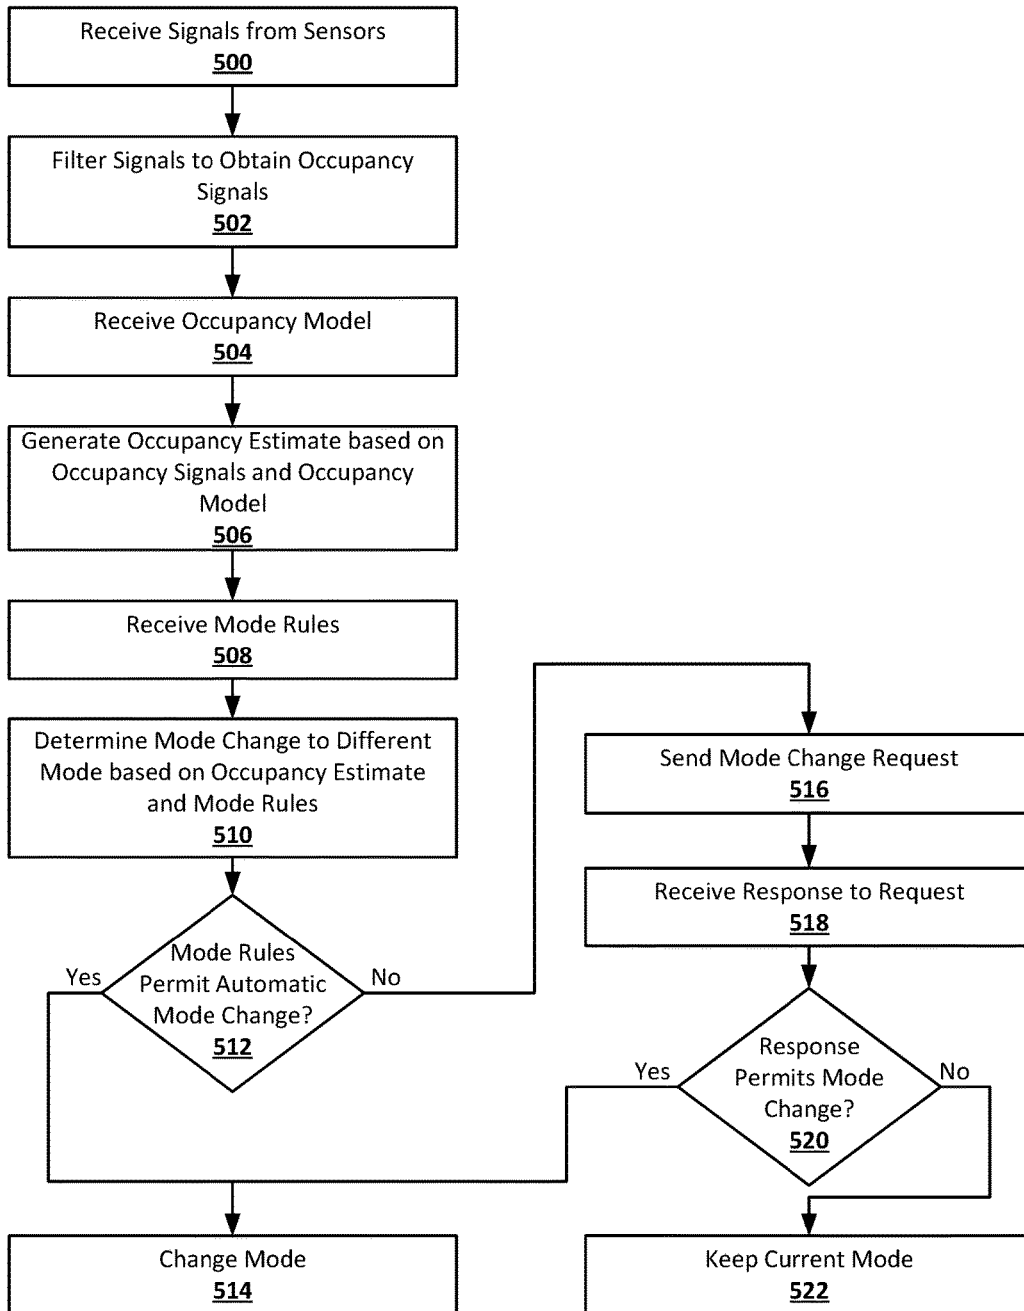 Receive Signals from Sensors
500
Filter Signals to Obtain Occupancy
Signals
502
Receive Occupancy Model
504
Generate Occupancy Estimate based on
Occupancy Signals and Occupancy
Model
506
Receive Mode Rules
508
Determine Mode Change to Different
Mode based on Occupancy Estimate
and Mode Rules
510
Yes
Mode Rules
Permit Automatic
Mode Change?
512
No
Send Mode Change Request
516
Receive Response to Request
518
Yes
Response
Permits Mode
Change?
520
No
Change Mode
514
Keep Current Mode
522